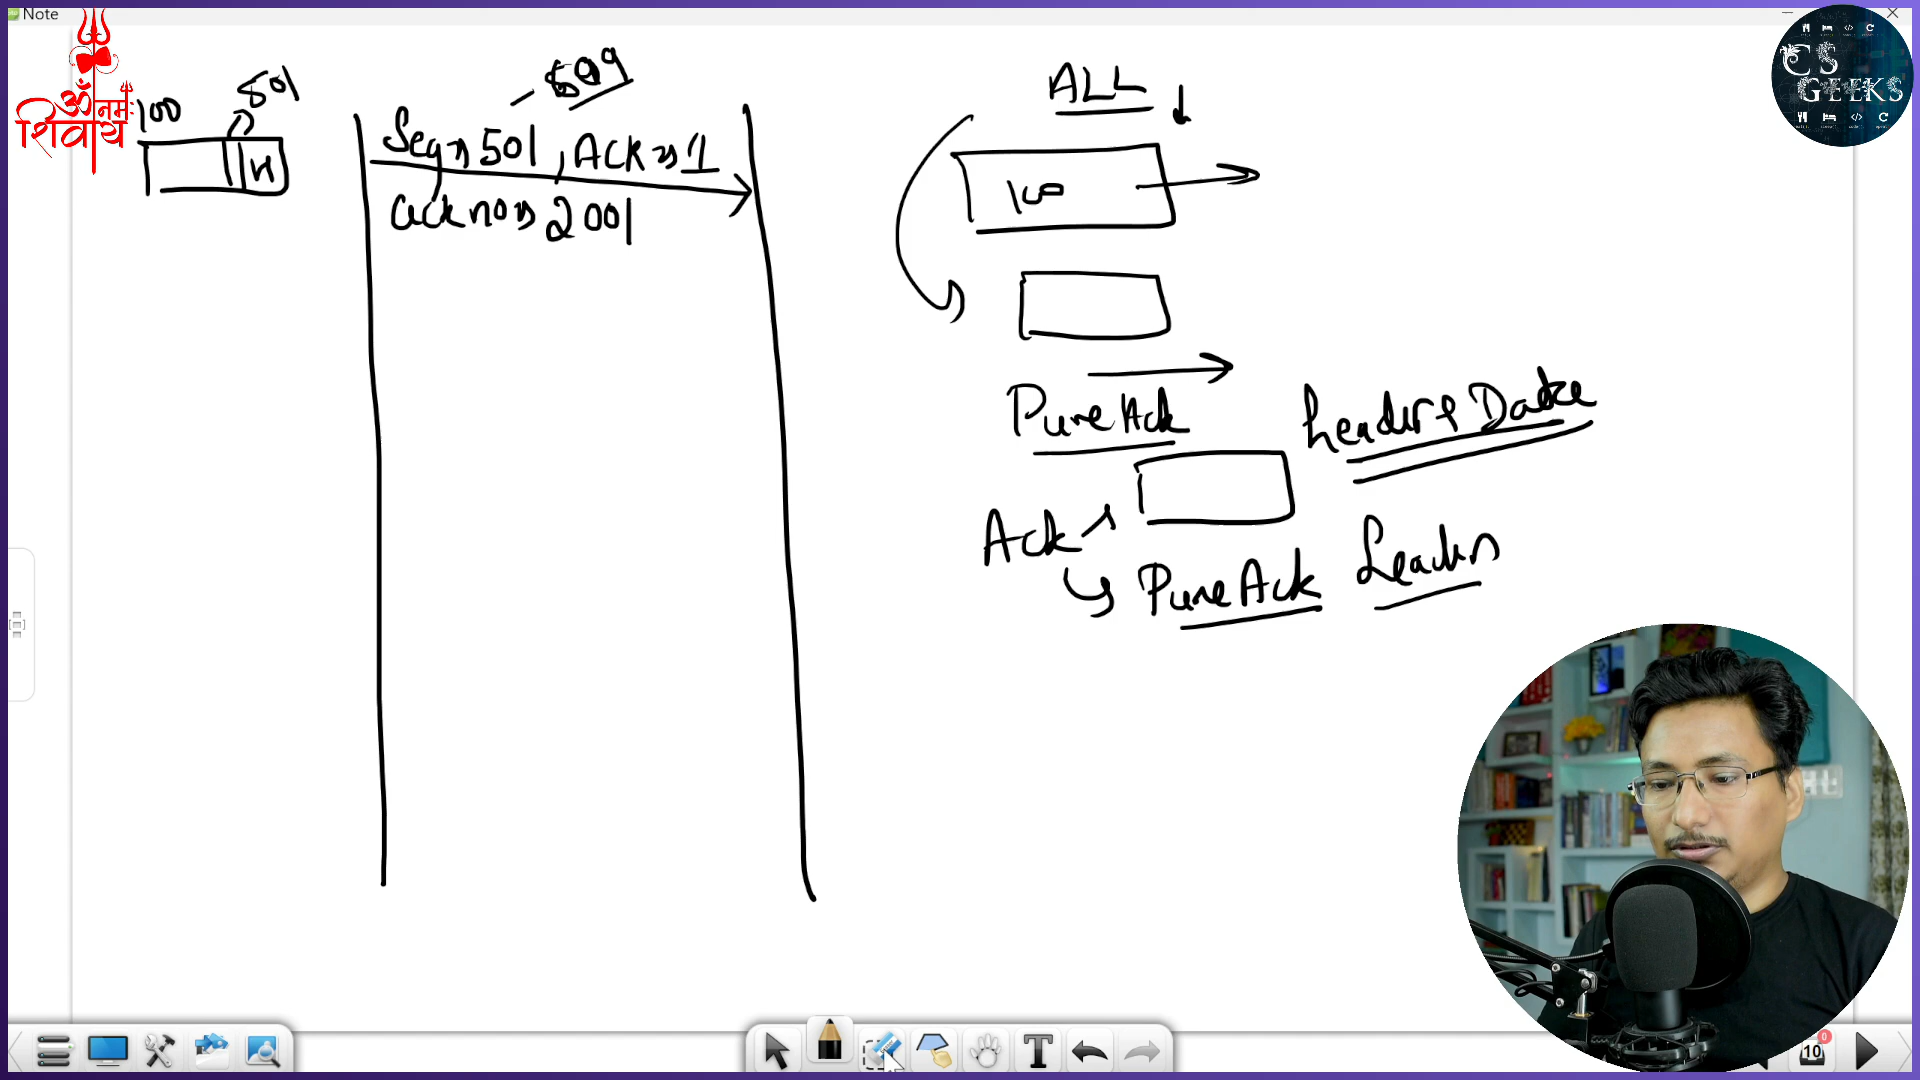 Note
100
501
ॐ नमः
शिवाय
H
- 599
Seq → 501, ACK → 1
ack no → 2001
ALL
100
Pure Ack
header + Data
Ack
Pure Ack
CS
GEEKS
T
10
0